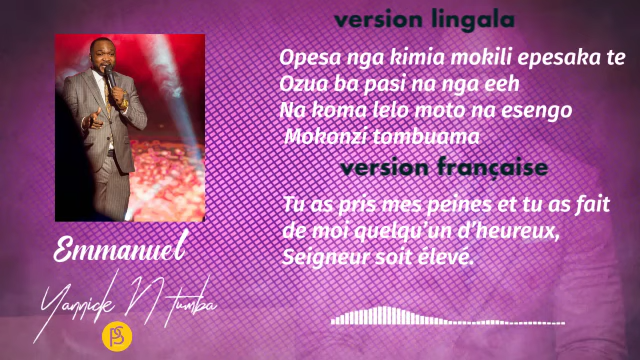 version lingala
Opesa nga kimia mokili epesaka te
Ozua ba pasi na nga eeh
Na koma lelo moto na esengo
Mokonzi tombuama
version française
Tu as pris mes peines et tu as fait
de moi quelqu'un d'heureux,
Seigneur soit élevé.
Emmanuel
Yannick N'tumba